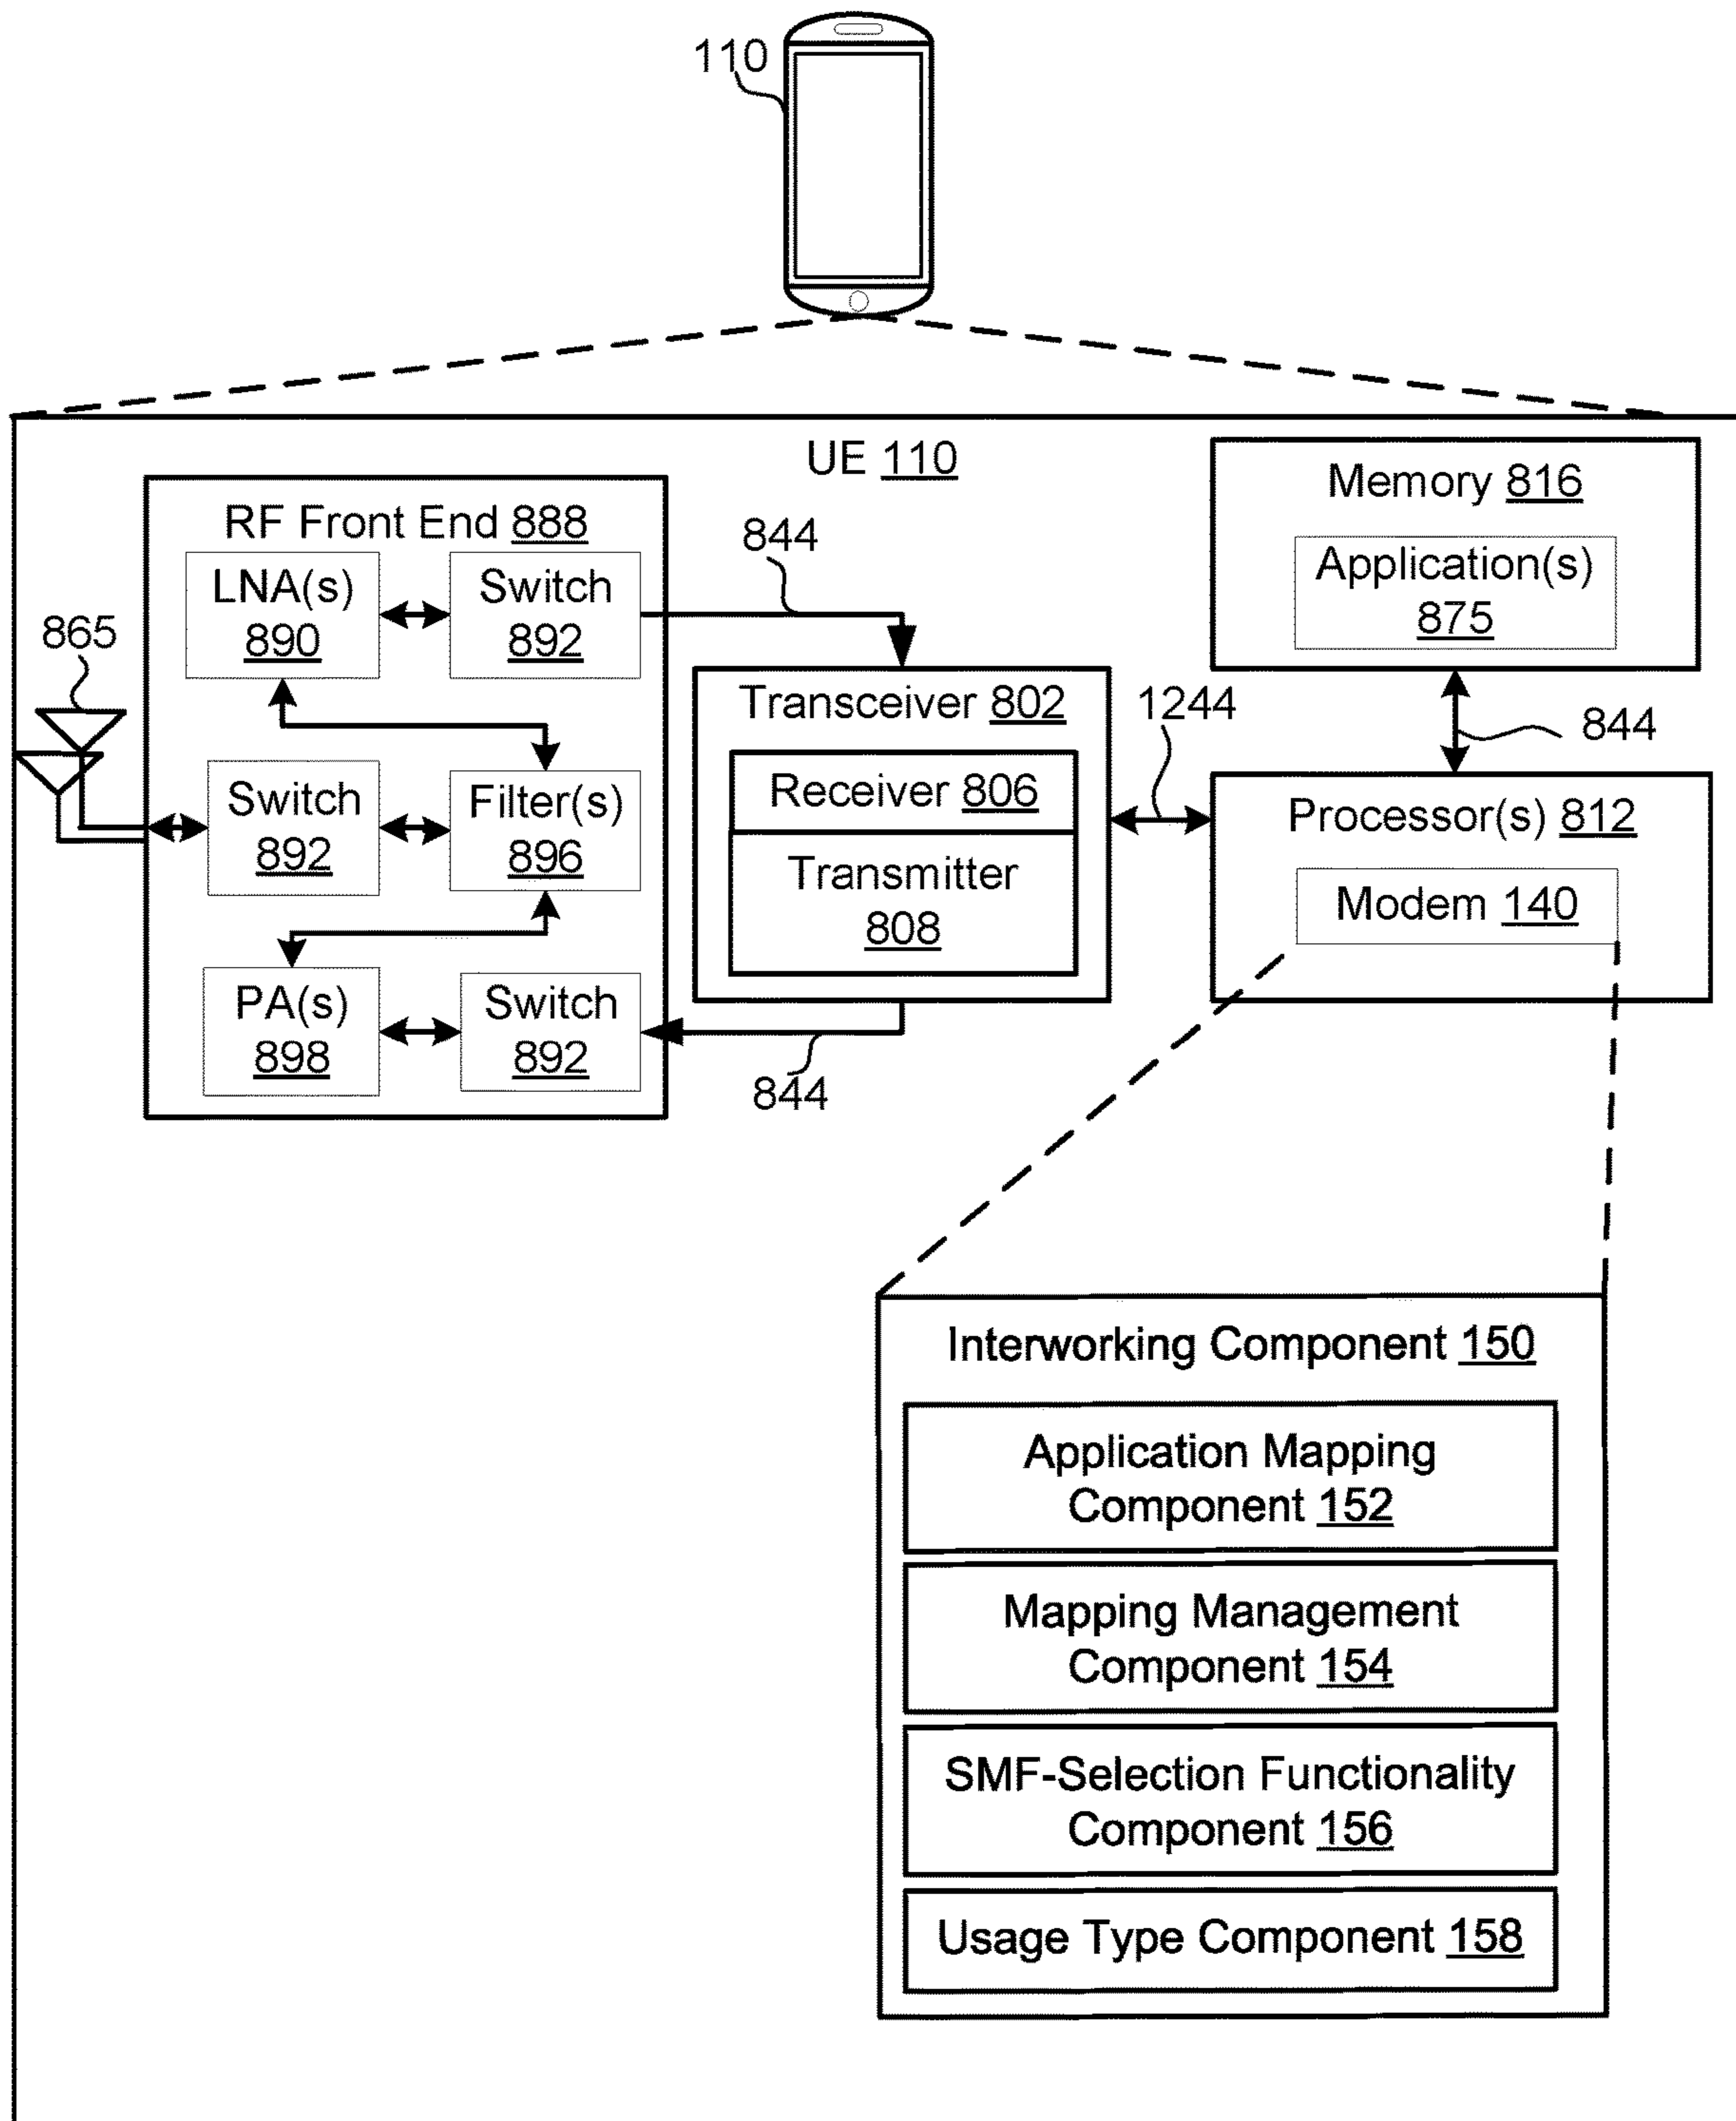 110
UE 110
RF Front End 888
LNA(s)
890
Switch
892
844
865
Switch
892
Filter(s)
896
PA(s)
898
Switch
892
844
Transceiver 802
Receiver 806
Transmitter
808
1244
Memory 816
Application(s)
875
844
Processor(s) 812
Modem 140
Interworking Component 150
Application Mapping
Component 152
Mapping Management
Component 154
SMF-Selection Functionality
Component 156
Usage Type Component 158